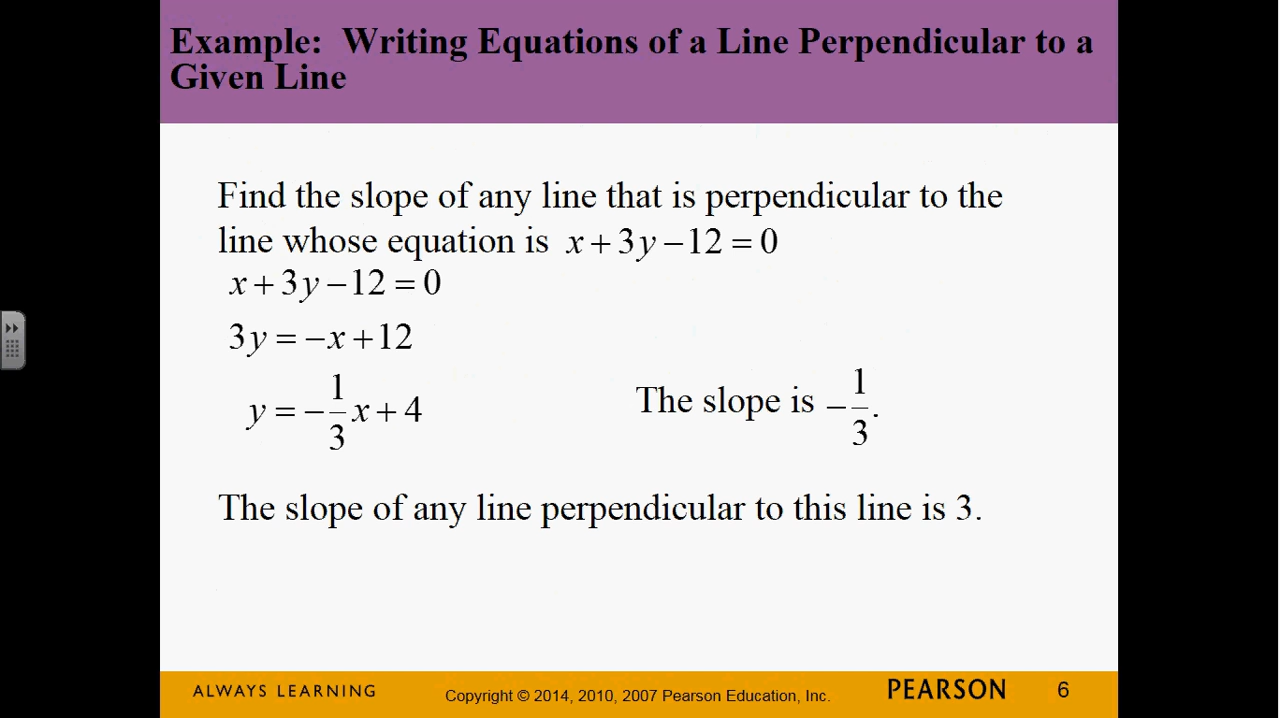 Example:  Writing Equations of a Line Perpendicular to a
Given Line
Find the slope of any line that is perpendicular to the
line whose equation is x + 3y − 12 = 0
x + 3y − 12 = 0
3y = −x + 12
y = −1/3 x + 4
The slope is −1/3.
The slope of any line perpendicular to this line is 3.
ALWAYS LEARNING
Copyright © 2014, 2010, 2007 Pearson Education, Inc.
PEARSON
6